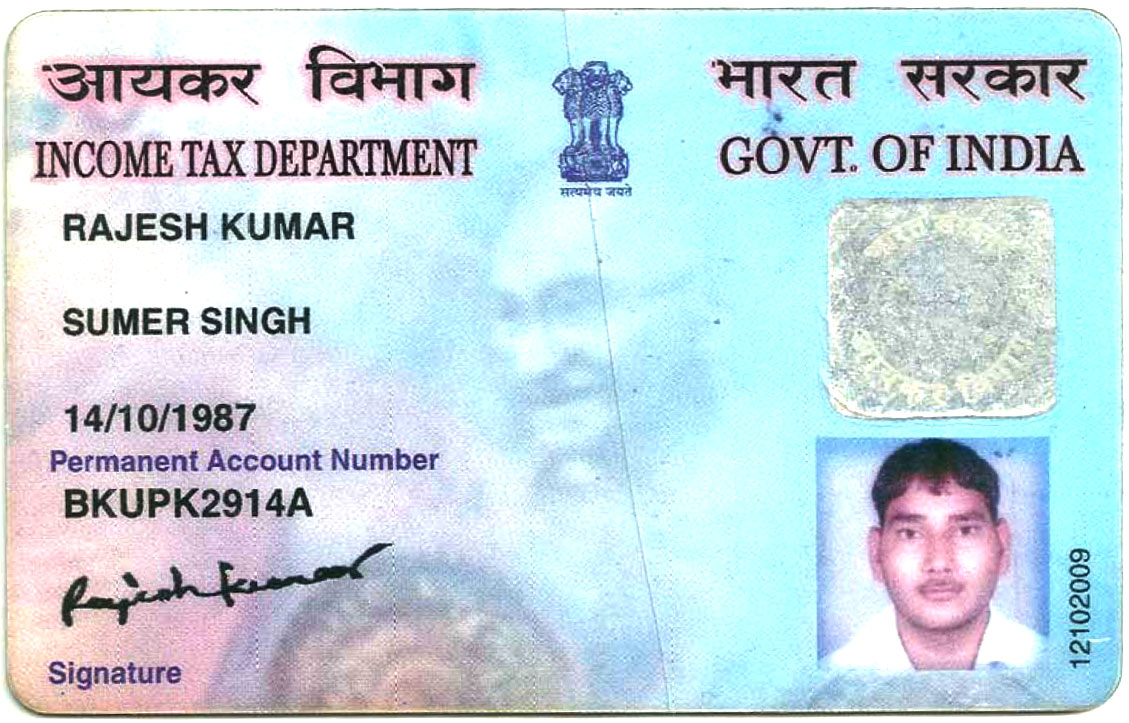 आयकर विभाग
INCOME TAX DEPARTMENT
सत्यमेव जयते
भारत सरकार
GOVT. OF INDIA
RAJESH KUMAR
SUMER SINGH
14/10/1987
Permanent Account Number
BKUPK2914A
Rajesh Kumar
Signature
12102009